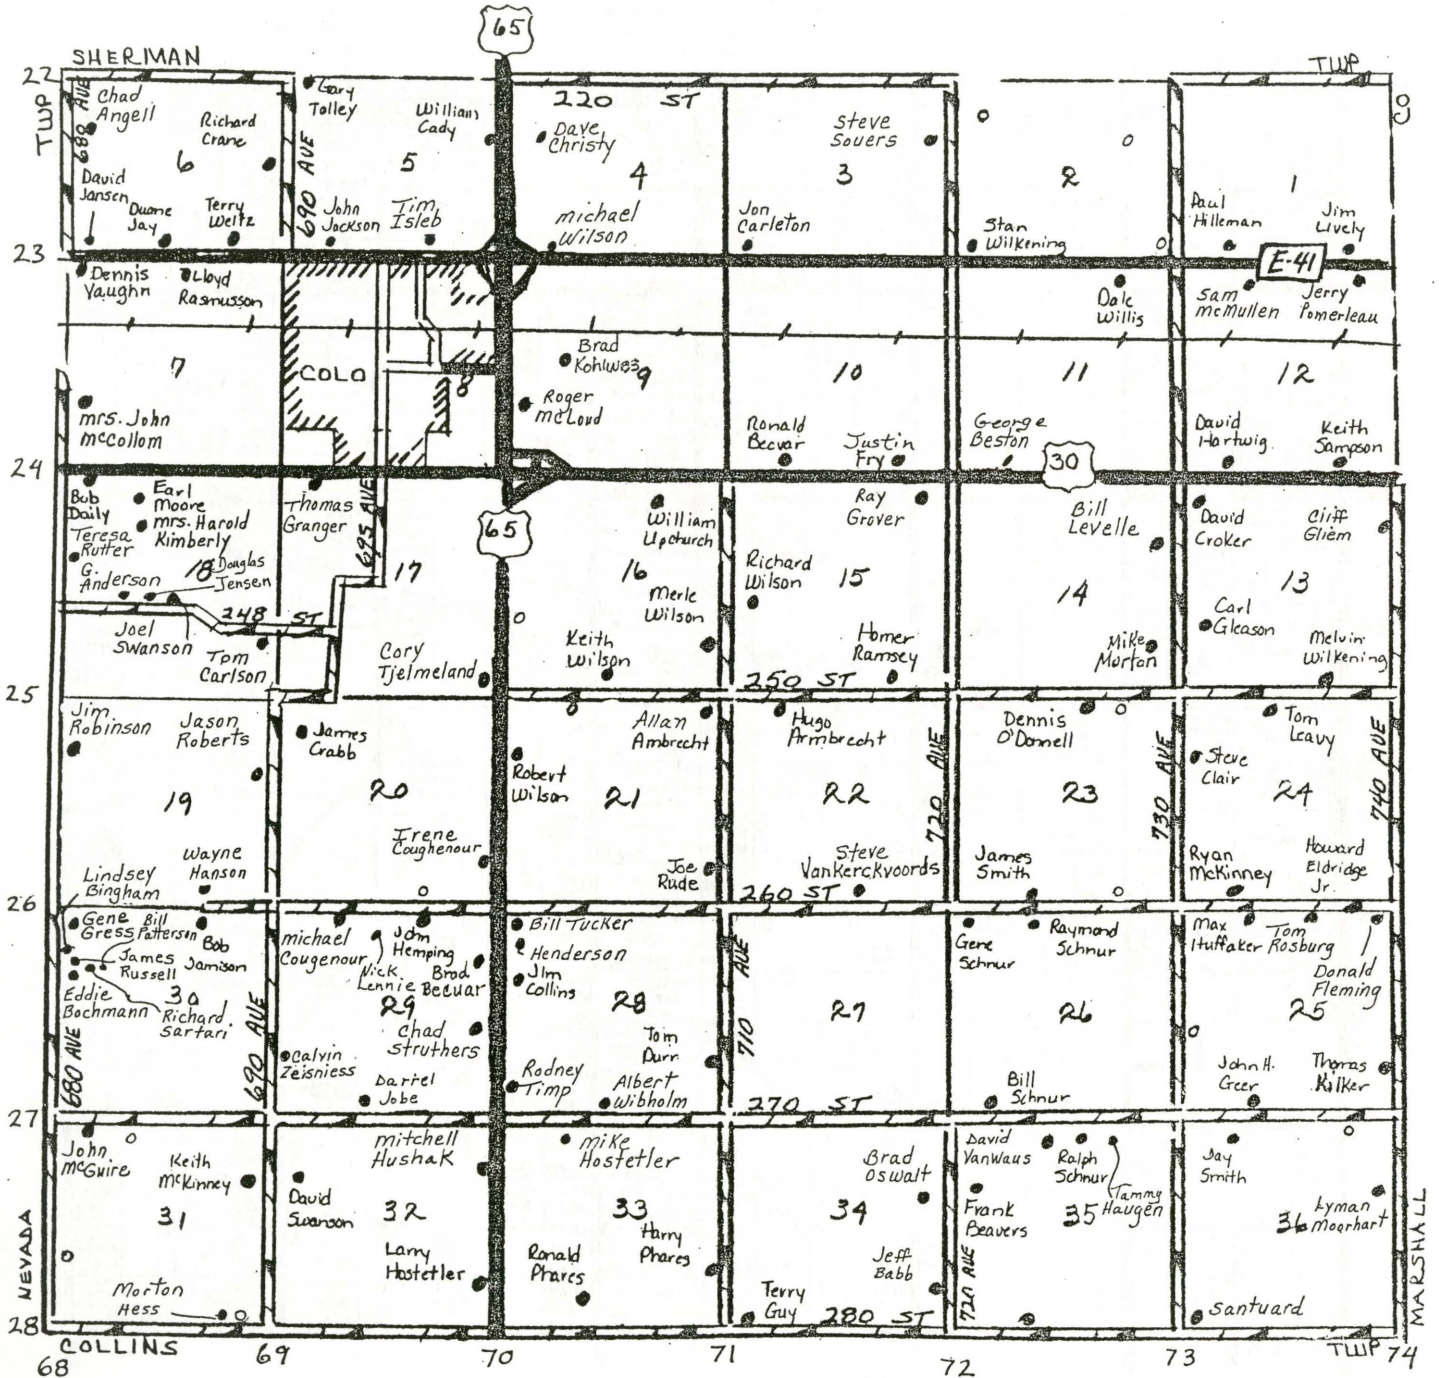 65
SHERMAN
TWP
22
TWP
680 AVE
Chad
Angell
Richard
Crane
6
David
Jansen
Duane
Jay
Terry
Weltz
690 AVE
Gary
Tolley
William
Cady
5
John
Jackson
Tim
Isleb
220 ST
Dave
Christy
4
michael
Wilson
Steve
Souers
3
Jon
Carleton
2
Stan
Wilkening
1
Paul
Hilleman
Jim
Lively
CO
23
E-41
Dennis
Vaughn
Lloyd
Rasmusson
7
mrs. John
McCollom
COLO
8
Brad
Kohlwes
9
Roger
McLoud
10
Ronald
Becvar
Justin
Fry
Dale
Willis
11
George
Beston
Sam
McMullen
Jerry
Pomerleau
12
David
Hartwig
Keith
Sampson
24
30
Bob
Daily
Earl
Moore
mrs. Harold
Kimberly
Teresa
Rutter
G.
Anderson
18
Douglas
Jensen
248 ST
Joel
Swanson
Tom
Carlson
Thomas
Granger
695 AVE
17
Cory
Tjelmeland
65
William
Upchurch
16
Merle
Wilson
Keith
Wilson
Ray
Grover
Richard
Wilson
15
Homer
Ramsey
250 ST
Bill
Levelle
14
Mike
Morton
David
Croker
Cliff
Gliem
13
Carl
Gleason
Melvin
Wilkening
25
Jim
Robinson
Jason
Roberts
19
Wayne
Hanson
Lindsey
Bingham
James
Crabb
20
Irene
Coughenour
Allan
Ambrecht
Robert
Wilson
21
Joe
Rude
Hugo
Armbrecht
22
Steve
VanKerckvoords
260 ST
720 AVE
Dennis
O'Donnell
23
James
Smith
730 AVE
Tom
Leavy
Steve
Clair
24
Ryan
McKinney
Howard
Eldridge
Jr.
740 AVE
26
Gene
Gress
Bill
Patterson
Bob
Jamison
James
Russell
Eddie
Bochmann
30
Richard
Sartari
680 AVE
690 AVE
michael
Cougenour
John
Hemping
Nick
Lennie
Brad
Becuar
29
Chad
Struthers
Calvin
Zeisniess
Darrel
Jobe
Bill Tucker
Henderson
Jim
Collins
28
Tom
Durr
Rodney
Timp
Albert
Wibholm
710 AVE
27
270 ST
Gene
Schnur
Raymond
Schnur
26
Bill
Schnur
Max
Huffaker
Tom
Rosburg
Donald
Fleming
25
John H.
Geer
Thomas
Kilker
27
John
McGuire
Keith
McKinney
31
Morton
Hess
NEVADA
mitchell
Hushak
David
Swanson
32
Larry
Hostetler
mike
Hostetler
33
Harry
Phares
Ronald
Phares
Brad
Oswalt
34
Jeff
Babb
Terry
Guy
280 ST
David
VanWaus
Ralph
Schnur
Tammy
Haugen
Frank
Beavers
35
720 AVE
Jay
Smith
36
Lyman
Moorhart
Santuard
MARSHALL
28
COLLINS
TWP
68
69
70
71
72
73
74